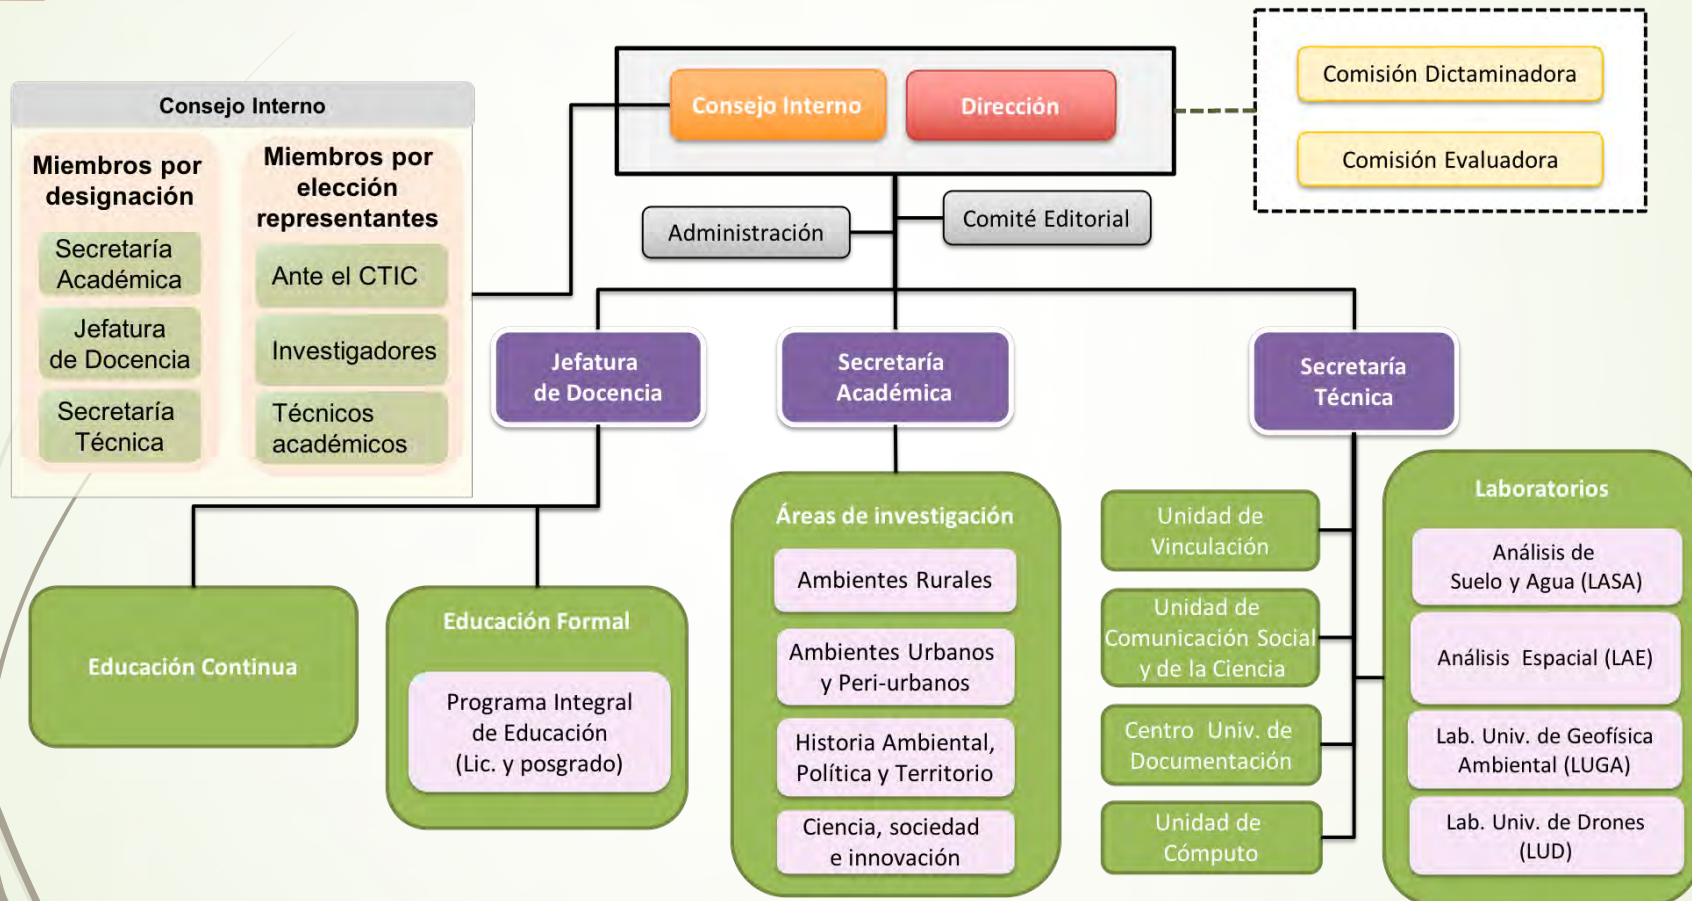 Consejo Interno
Miembros por
designación
Secretaría
Académica
Jefatura
de Docencia
Secretaría
Técnica
Miembros por
elección
representantes
Ante el CTIC
Investigadores
Técnicos
académicos
Consejo Interno
Dirección
Comisión Dictaminadora
Comisión Evaluadora
Administración
Comité Editorial
Jefatura
de Docencia
Secretaría
Académica
Secretaría
Técnica
Educación Continua
Educación Formal
Programa Integral
de Educación
(Lic. y posgrado)
Áreas de investigación
Ambientes Rurales
Ambientes Urbanos
y Peri-urbanos
Historia Ambiental,
Política y Territorio
Ciencia, sociedad
e innovación
Unidad de
Vinculación
Unidad de
Comunicación Social
y de la Ciencia
Centro Univ. de
Documentación
Unidad de
Cómputo
Laboratorios
Análisis de
Suelo y Agua (LASA)
Análisis Espacial (LAE)
Lab. Univ. de Geofísica
Ambiental (LUGA)
Lab. Univ. de Drones
(LUD)